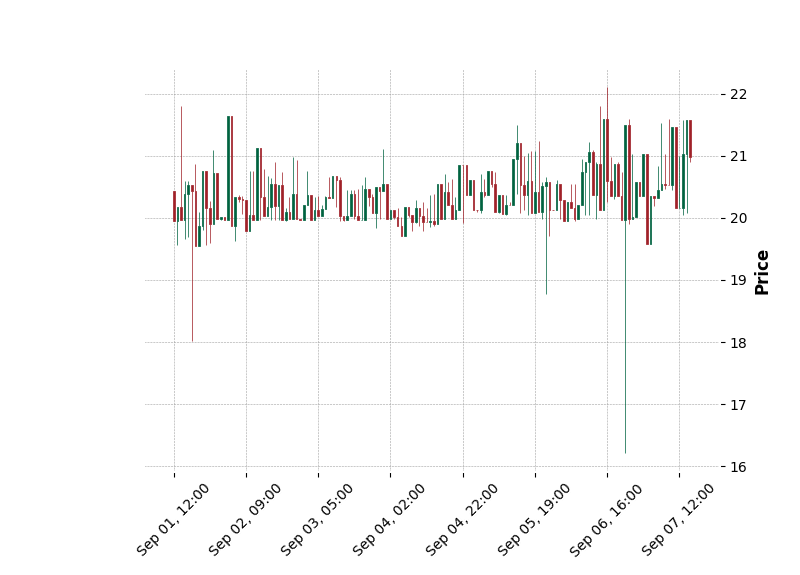 22
21
20
19
18
17
16
Price
Sep 01, 12:00
Sep 02, 09:00
Sep 03, 05:00
Sep 04, 02:00
Sep 04, 22:00
Sep 05, 19:00
Sep 06, 16:00
Sep 07, 12:00